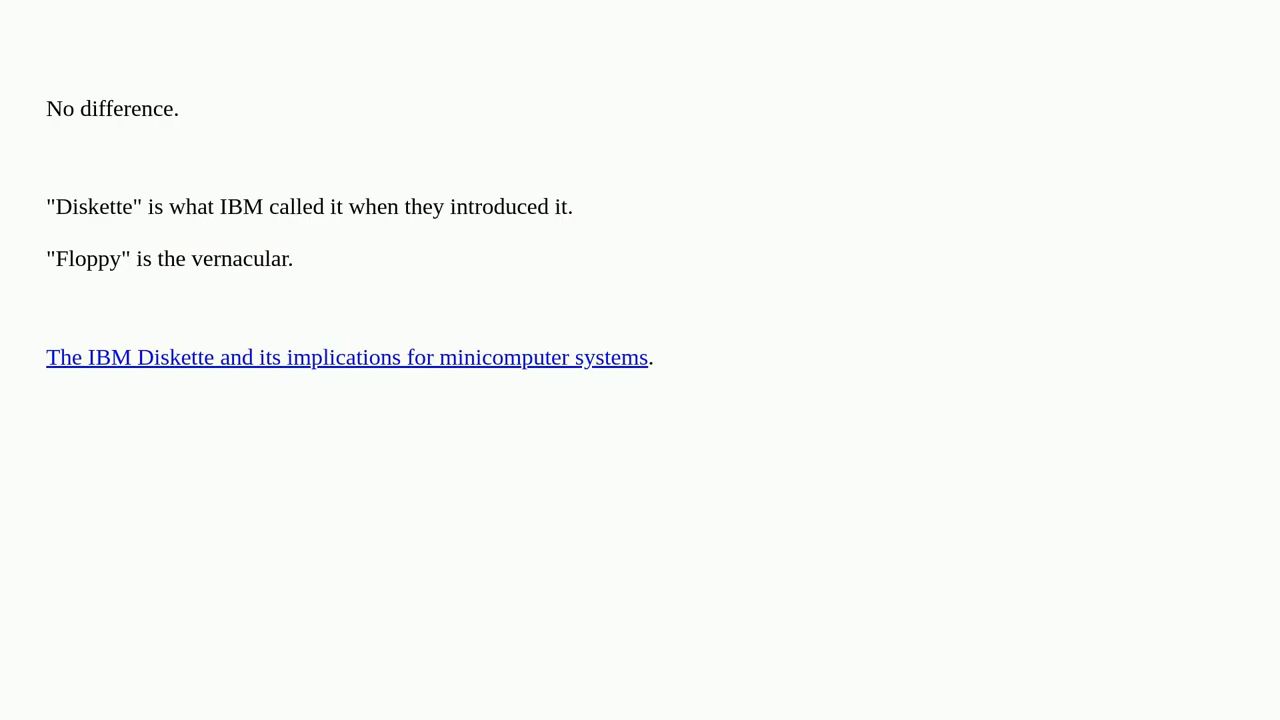 No difference.
"Diskette" is what IBM called it when they introduced it.
"Floppy" is the vernacular.
The IBM Diskette and its implications for minicomputer systems.